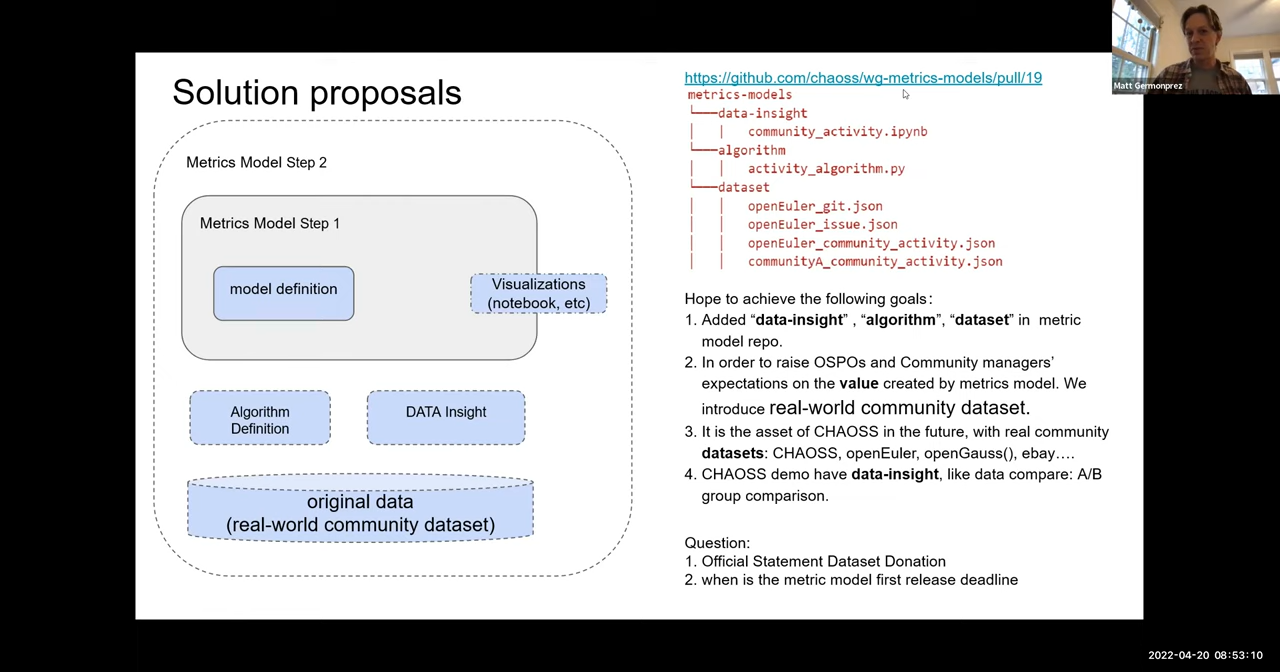 Solution proposals
Metrics Model Step 2
Metrics Model Step 1
model definition
Visualizations
(notebook, etc)
Algorithm
Definition
DATA Insight
original data
(real-world community dataset)
https://github.com/chaoss/wg-metrics-models/pull/19
metrics-models
└──data-insight
│ │ community_activity.ipynb
└──algorithm
│ │ activity_algorithm.py
└──dataset
│ │ openEuler_git.json
│ │ openEuler_issue.json
│ │ openEuler_community_activity.json
│ │ communityA_community_activity.json
Hope to achieve the following goals:
1. Added “data-insight” , “algorithm”, “dataset” in metric
model repo.
2. In order to raise OSPOs and Community managers’
expectations on the value created by metrics model. We
introduce real-world community dataset.
3. It is the asset of CHAOSS in the future, with real community
datasets: CHAOSS, openEuler, openGauss(), ebay….
4. CHAOSS demo have data-insight, like data compare: A/B
group comparison.
Question:
1. Official Statement Dataset Donation
2. when is the metric model first release deadline
Matt Germonprez
2022-04-20 08:53:10